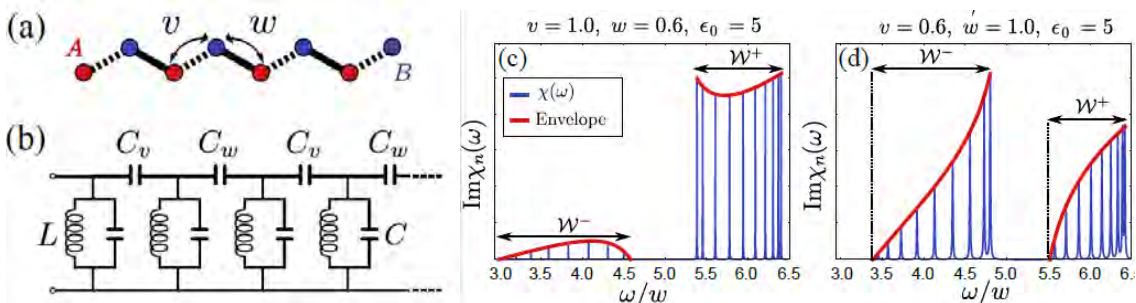 (a)
v
w
A
B
(b)
C_v
C_w
C_v
C_w
L
C
v = 1.0, w = 0.6, ϵ_0 = 5
(c)
W^+
χ(ω)
Envelope
W^-
Imχ_n(ω)
3.0 3.5 4.0 4.5 5.0 5.5 6.0 6.5
ω/w
v = 0.6, w' = 1.0, ϵ_0 = 5
(d)
W^-
W^+
Imχ_n(ω)
3.0 3.5 4.0 4.5 5.0 5.5 6.0 6.5
ω/w